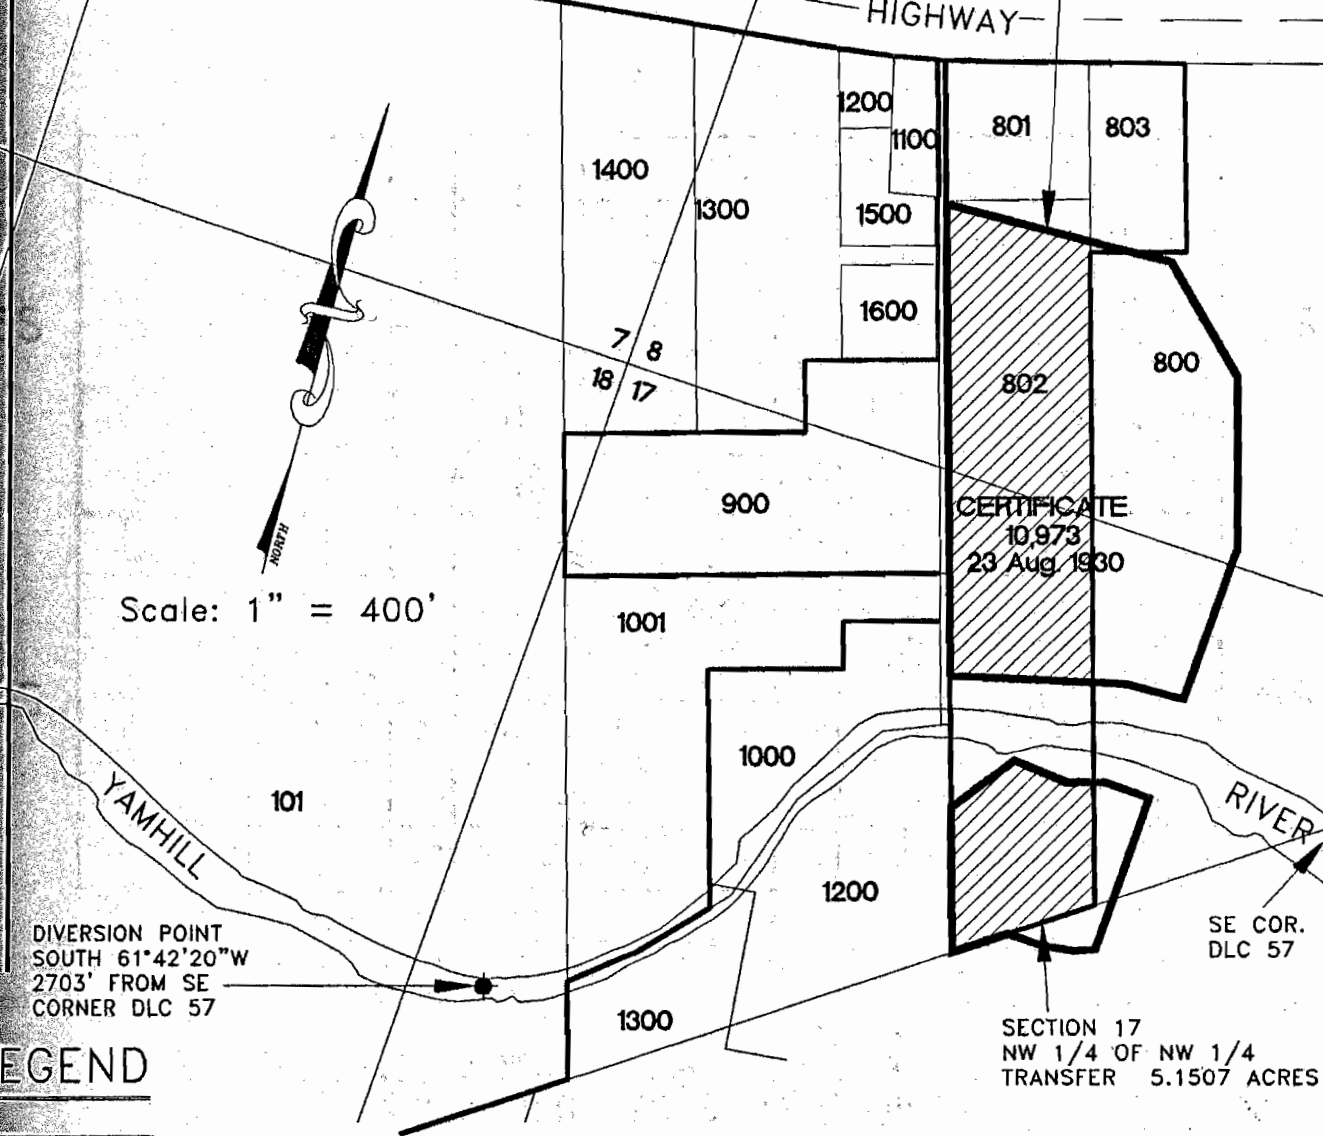 HIGHWAY
1200
1100
801
803
1400
1300
1500
1600
7 8
18 17
802
800
900
CERTIFICATE
10,973
23 Aug. 1930
NORTH
Scale: 1" = 400'
1001
1000
101
YAMHILL
RIVER
1200
SE COR.
DLC 57
DIVERSION POINT
SOUTH 61°42'20"W
2703' FROM SE
CORNER DLC 57
1300
SECTION 17
NW 1/4 OF NW 1/4
TRANSFER 5.1507 ACRES
EGEND